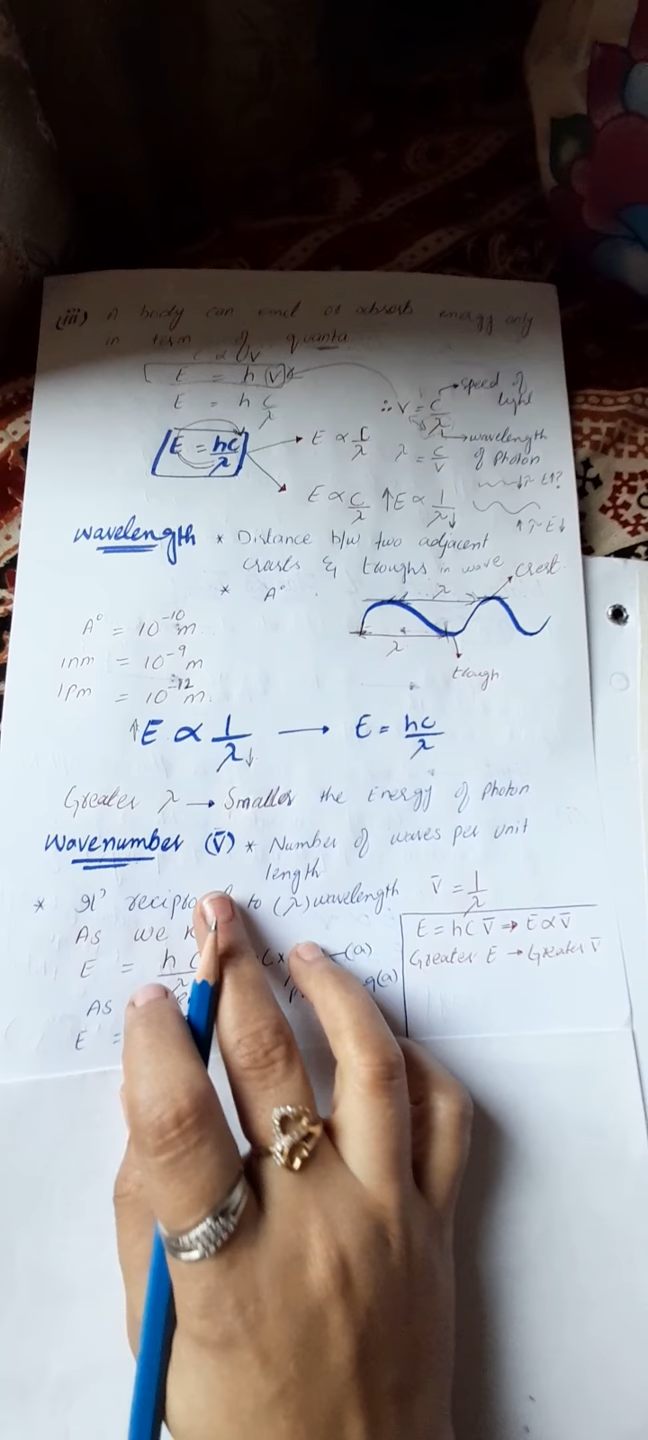 (iii) A body can emit or absorb energy only
in term of quanta
E ∝ v
E = h (v)
E = h c/λ
∴ v = c/λ → speed of light
→ wavelength of Photon
λ = c/v
E = hc/λ
E ∝ c/λ
E ∝ c/λ ↑E ∝ 1/λ↓
↓λ E↑?
↑λ E↓
Wavelength * Distance b/w two adjacent
crests & troughs in wave
* A°
crest
λ
λ
trough
A° = 10⁻¹⁰ m
1nm = 10⁻⁹ m
1Pm = 10⁻¹² m
↑E ∝ 1/λ↓ → E = hc/λ
Greater λ → Smaller the Energy of Photon
Wavenumber (v̄) * Number of waves per unit
length
* It' to (λ) wavelength v̄ = 1/λ
As we
E = h c/λ
(a)
As
(a)
E =
E = hc v̄ ⇒ E ∝ v̄
Greater E → Greater v̄